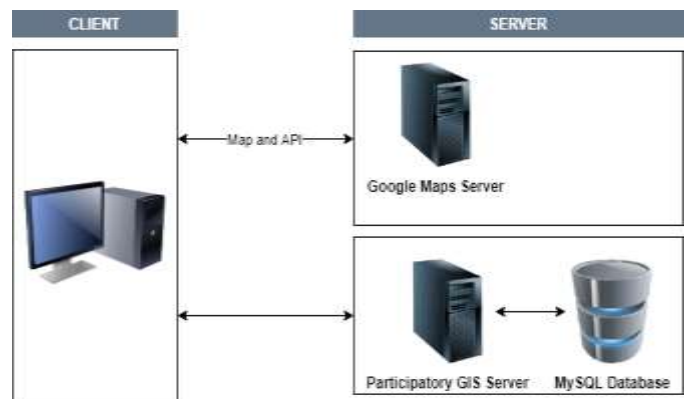 CLIENT
SERVER
Map and API
Google Maps Server
Participatory GIS Server
MySQL Database